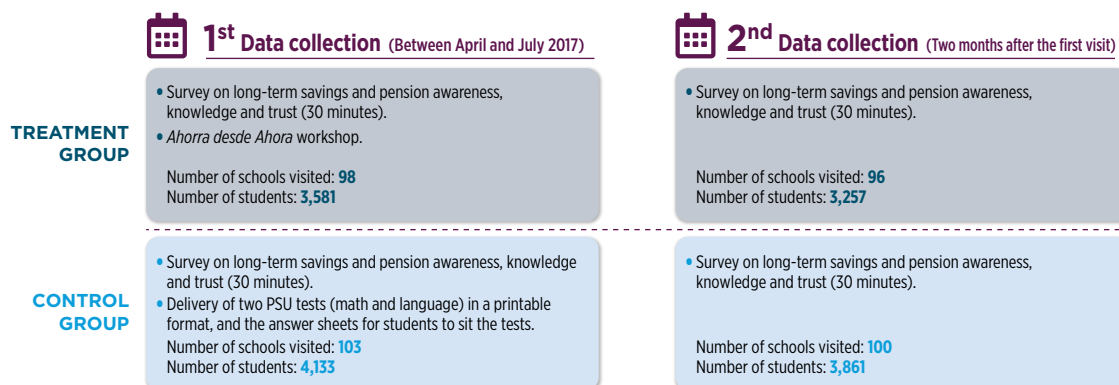 1st Data collection (Between April and July 2017)
2nd Data collection (Two months after the first visit)
TREATMENT
GROUP
• Survey on long-term savings and pension awareness,
knowledge and trust (30 minutes).
• Ahorra desde Ahora workshop.
Number of schools visited: 98
Number of students: 3,581
• Survey on long-term savings and pension awareness,
knowledge and trust (30 minutes).
Number of schools visited: 96
Number of students: 3,257
CONTROL
GROUP
• Survey on long-term savings and pension awareness, knowledge
and trust (30 minutes).
• Delivery of two PSU tests (math and language) in a printable
format, and the answer sheets for students to sit the tests.
Number of schools visited: 103
Number of students: 4,133
• Survey on long-term savings and pension awareness,
knowledge and trust (30 minutes).
Number of schools visited: 100
Number of students: 3,861